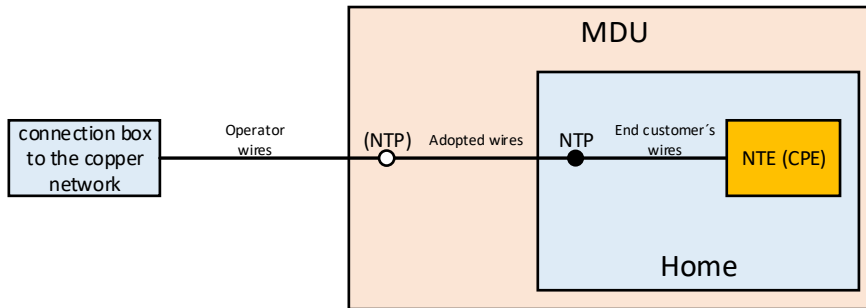 MDU
connection box
to the copper
network
Operator
wires
(NTP)
Adopted wires
NTP
End customer´s
wires
NTE (CPE)
Home